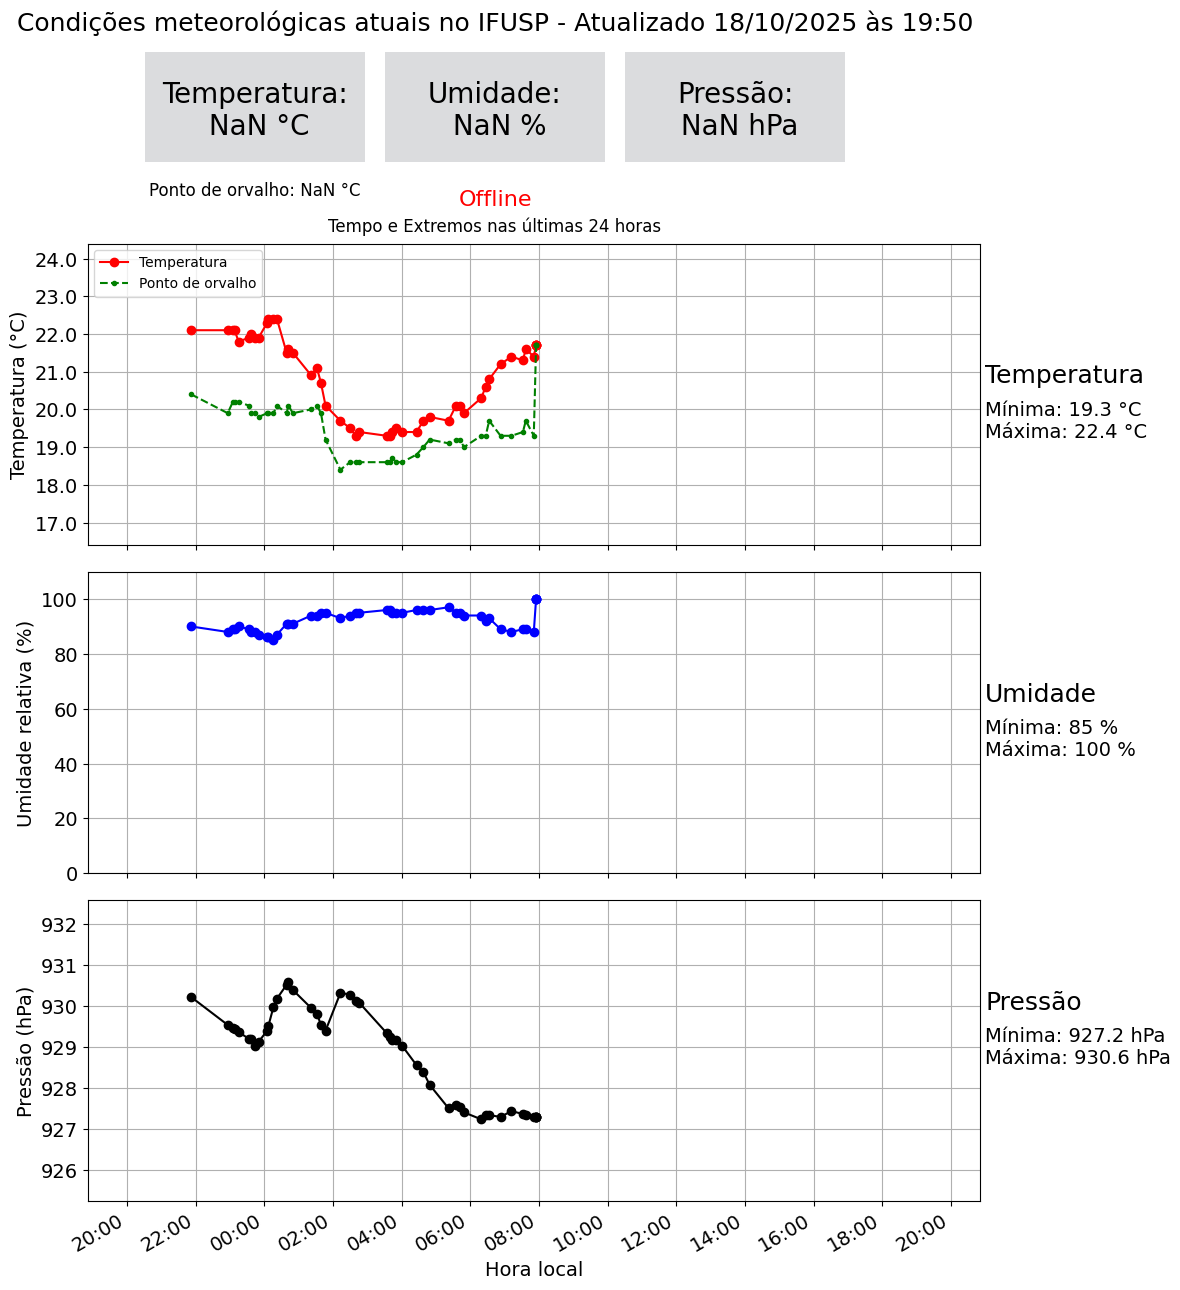 Condições meteorológicas atuais no IFUSP - Atualizado 18/10/2025 às 19:50
Temperatura:
NaN °C
Umidade:
NaN %
Pressão:
NaN hPa
Ponto de orvalho: NaN °C
Offline
Tempo e Extremos nas últimas 24 horas
Temperatura
Ponto de orvalho
Temperatura (°C)
24.0
23.0
22.0
21.0
20.0
19.0
18.0
17.0
Temperatura
Mínima: 19.3 °C
Máxima: 22.4 °C
Umidade relativa (%)
100
80
60
40
20
0
Umidade
Mínima: 85 %
Máxima: 100 %
Pressão (hPa)
932
931
930
929
928
927
926
Pressão
Mínima: 927.2 hPa
Máxima: 930.6 hPa
20:00 22:00 00:00 02:00 04:00 06:00 08:00 10:00 12:00 14:00 16:00 18:00 20:00
Hora local